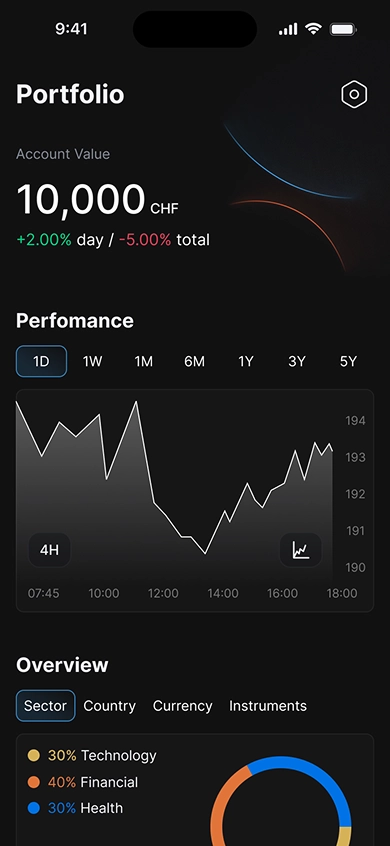 9:41
Portfolio
Account Value
10,000 CHF
+2.00% day / -5.00% total
Perfomance
1D 1W 1M 6M 1Y 3Y 5Y
194
193
192
191
190
4H
07:45 10:00 12:00 14:00 16:00 18:00
Overview
Sector Country Currency Instruments
30% Technology
40% Financial
30% Health